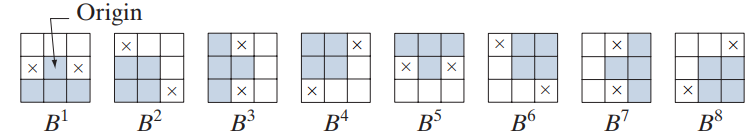 Origin
× × × × × × × ×
× × × ×
× × × ×
B¹ B² B³ B⁴ B⁵ B⁶ B⁷ B⁸